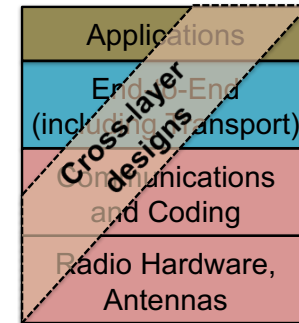 Applications
End-to-End
(including Transport)
Cross-layer
designs
Communications
and Coding
Radio Hardware,
Antennas